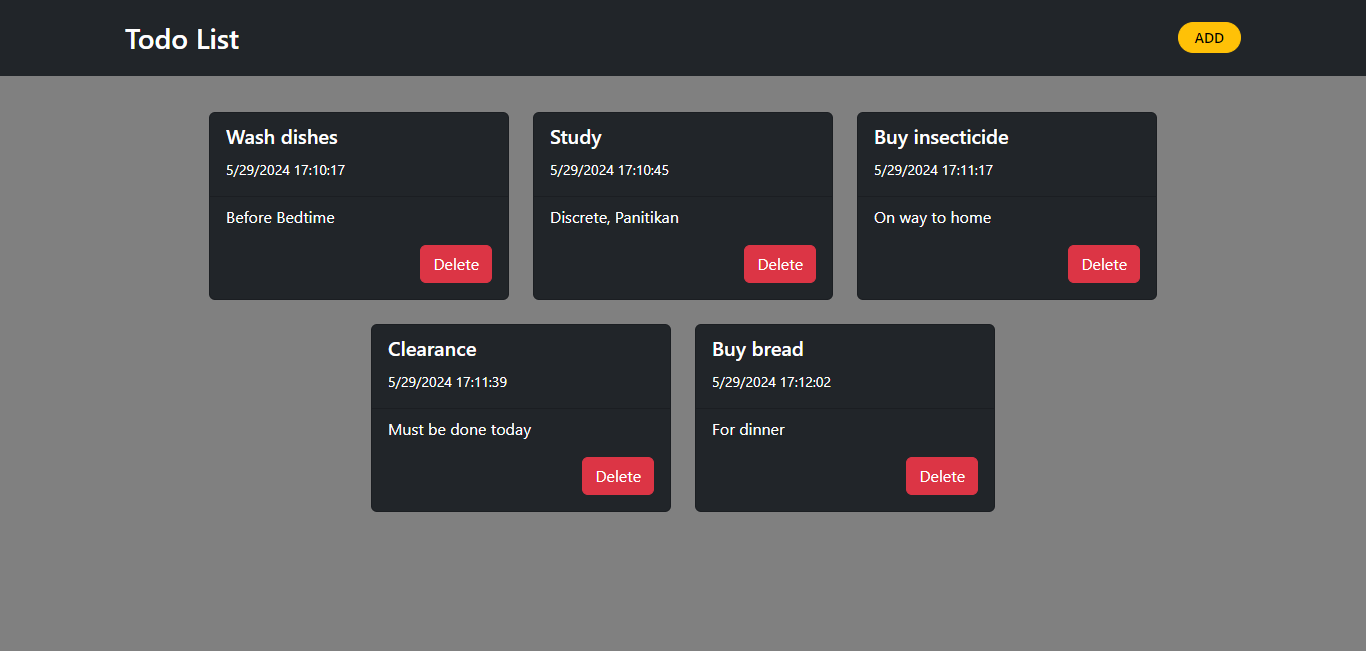 Todo List
ADD
Wash dishes
5/29/2024 17:10:17
Before Bedtime
Delete
Study
5/29/2024 17:10:45
Discrete, Panitikan
Delete
Buy insecticide
5/29/2024 17:11:17
On way to home
Delete
Clearance
5/29/2024 17:11:39
Must be done today
Delete
Buy bread
5/29/2024 17:12:02
For dinner
Delete